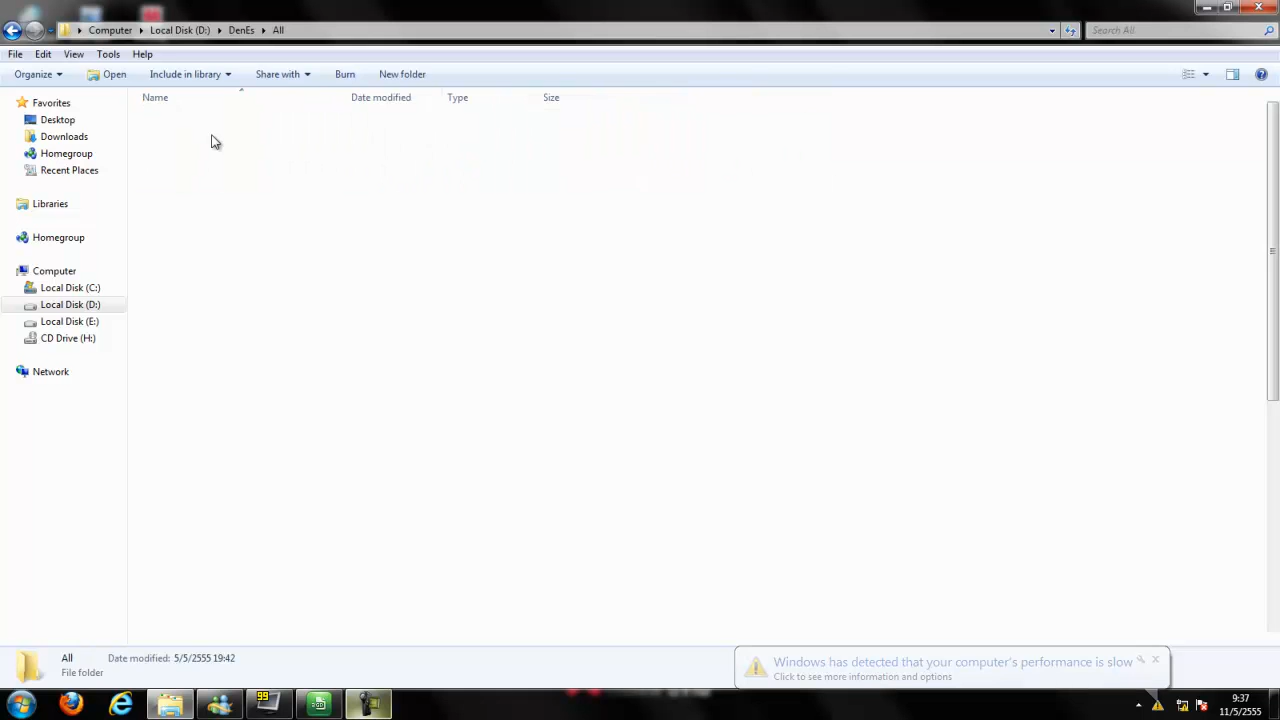 Computer Local Disk (D:) DenEs All Search All
File Edit View Tools Help
Organize Open Include in library Share with Burn New folder
Name Date modified Type Size
Favorites
Desktop
Downloads
Homegroup
Recent Places
Libraries
Homegroup
Computer
Local Disk (C:)
Local Disk (D:)
Local Disk (E:)
CD Drive (H:)
Network
All Date modified: 5/5/2555 19:42
File folder
Windows has detected that your computer's performance is slow
Click to see more information and options
99
9:37
11/5/2555